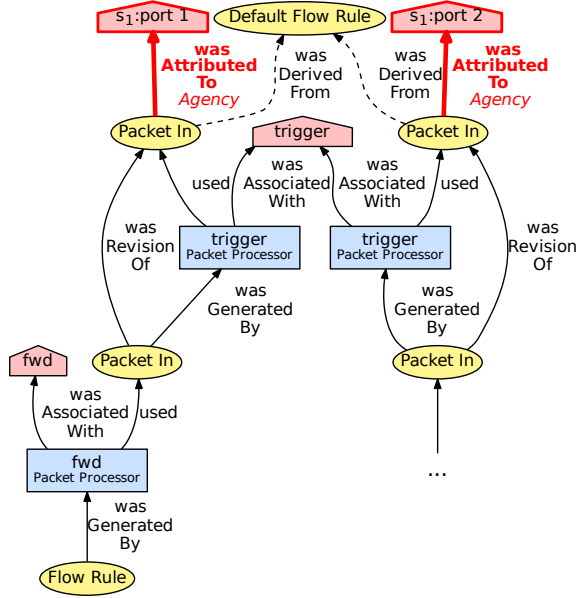 s₁:port 1
Default Flow Rule
s₁:port 2
was
Attributed
To
Agency
was
Derived
From
was
Derived
From
was
Attributed
To
Agency
Packet In
trigger
Packet In
used
was
Associated
With
was
Associated
With
used
was
Revision
Of
trigger
Packet Processor
trigger
Packet Processor
was
Revision
Of
was
Generated
By
was
Generated
By
fwd
Packet In
Packet In
was
Associated
With
used
fwd
Packet Processor
...
was
Generated
By
Flow Rule